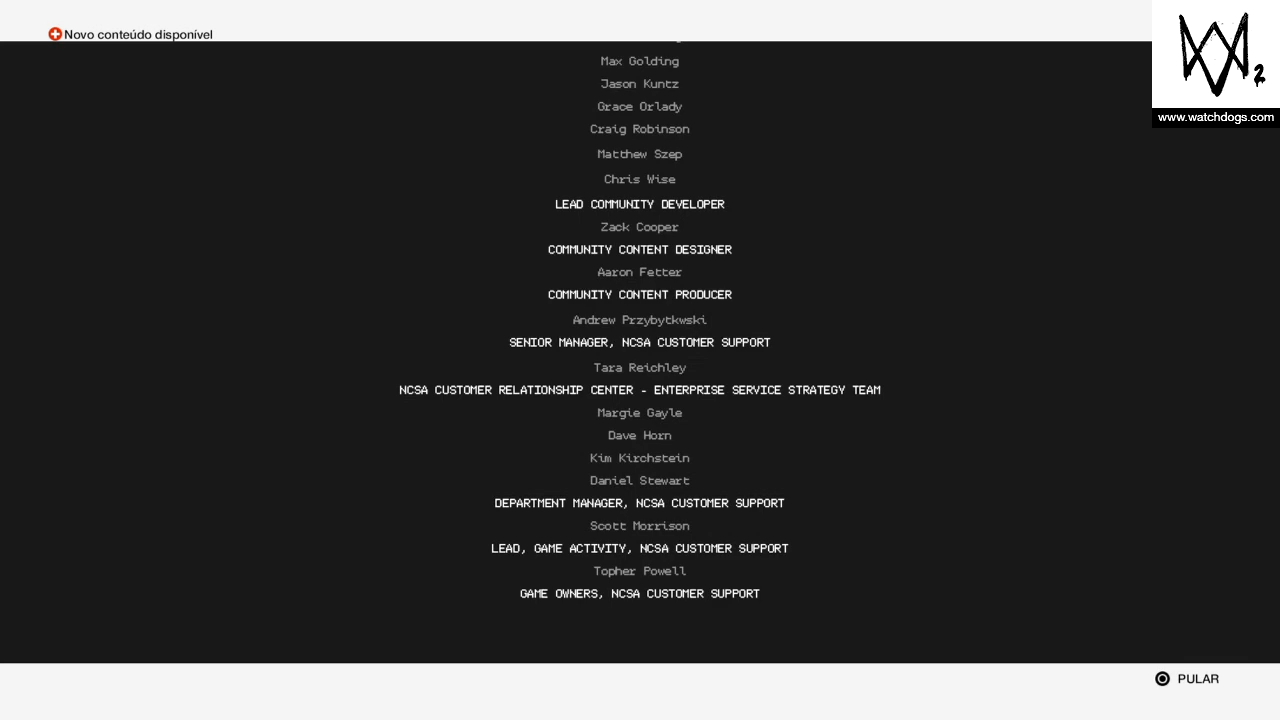 Novo conteúdo disponível
2
www.watchdogs.com
Max Golding
Jason Kuntz
Grace Orlady
Craig Robinson
Matthew Szep
Chris Wise
LEAD COMMUNITY DEVELOPER
Zack Cooper
COMMUNITY CONTENT DESIGNER
Aaron Fetter
COMMUNITY CONTENT PRODUCER
Andrew Przybytkwski
SENIOR MANAGER, NCSA CUSTOMER SUPPORT
Tara Reichley
NCSA CUSTOMER RELATIONSHIP CENTER - ENTERPRISE SERVICE STRATEGY TEAM
Margie Gayle
Dave Horn
Kim Kirchstein
Daniel Stewart
DEPARTMENT MANAGER, NCSA CUSTOMER SUPPORT
Scott Morrison
LEAD, GAME ACTIVITY, NCSA CUSTOMER SUPPORT
Topher Powell
GAME OWNERS, NCSA CUSTOMER SUPPORT
PULAR